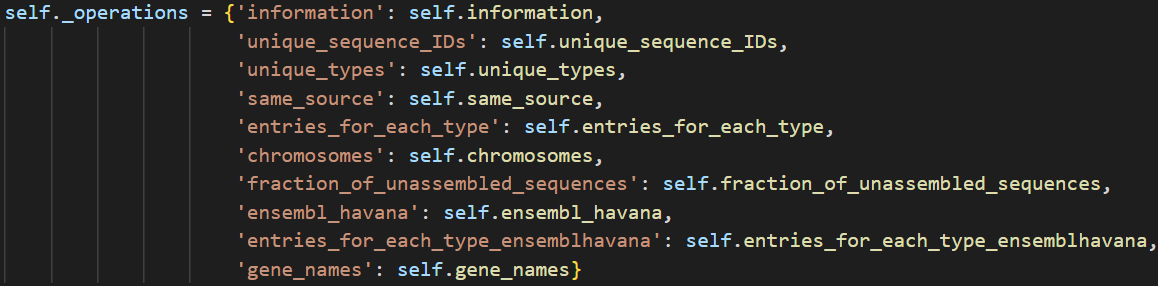 self._operations = {'information': self.information,
'unique_sequence_IDs': self.unique_sequence_IDs,
'unique_types': self.unique_types,
'same_source': self.same_source,
'entries_for_each_type': self.entries_for_each_type,
'chromosomes': self.chromosomes,
'fraction_of_unassembled_sequences': self.fraction_of_unassembled_sequences,
'ensembl_havana': self.ensembl_havana,
'entries_for_each_type_ensemblhavana': self.entries_for_each_type_ensemblhavana,
'gene_names': self.gene_names}